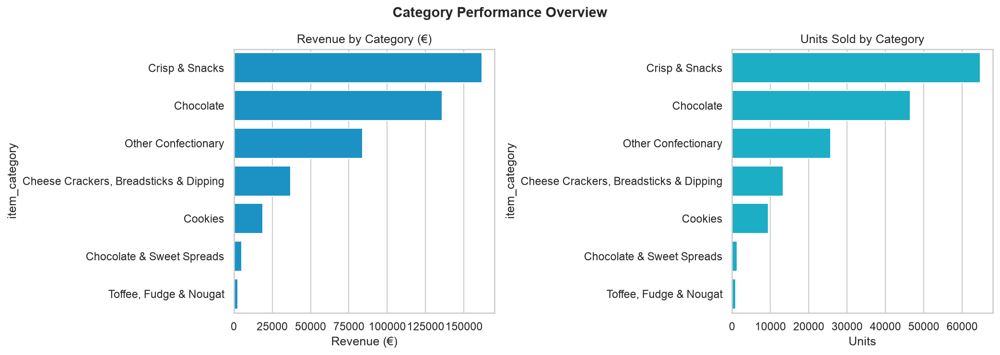 Category Performance Overview
Revenue by Category (€)
item_category
Crisp & Snacks
Chocolate
Other Confectionary
Cheese Crackers, Breadsticks & Dipping
Cookies
Chocolate & Sweet Spreads
Toffee, Fudge & Nougat
0 25000 50000 75000 100000 125000 150000
Revenue (€)
Units Sold by Category
item_category
Crisp & Snacks
Chocolate
Other Confectionary
Cheese Crackers, Breadsticks & Dipping
Cookies
Chocolate & Sweet Spreads
Toffee, Fudge & Nougat
0 10000 20000 30000 40000 50000 60000
Units